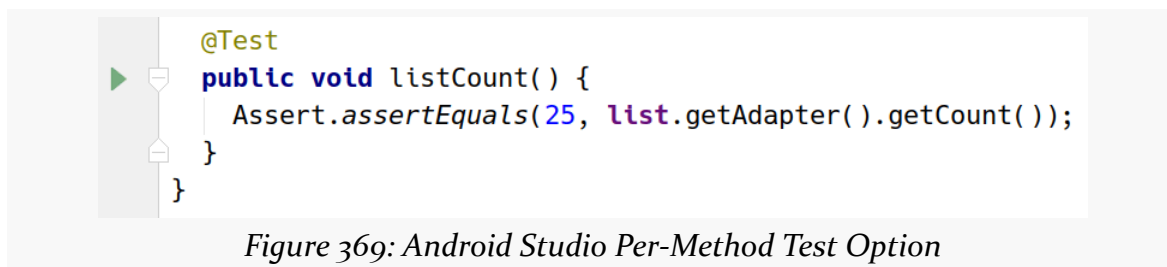 @Test
public void listCount() {
Assert.assertEquals(25, list.getAdapter().getCount());
}
}
Figure 369: Android Studio Per-Method Test Option